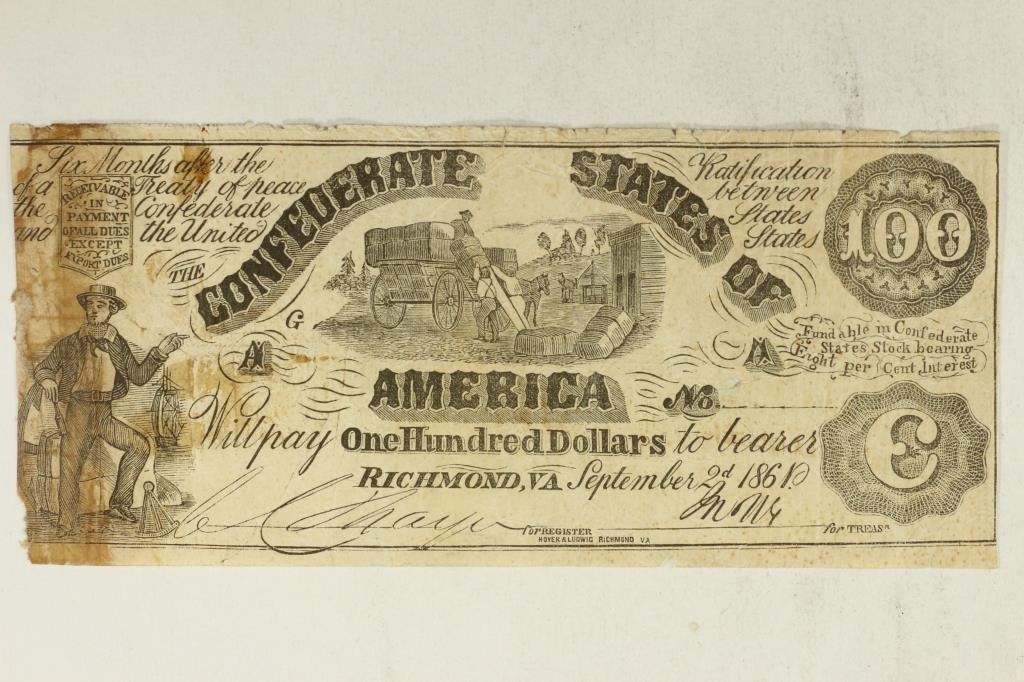 Six Months after the Ratification
of a Treaty of peace between
the Confederate States
and the United States
RECEIVABLE
IN
PAYMENT
OF ALL DUES
EXCEPT
EXPORT DUES
THE CONFEDERATE STATES OF
AMERICA
100
G
A
A
Fundable in Confederate
States Stock bearing
Eight per Cent Interest
No.
Will pay One Hundred Dollars to bearer
C
RICHMOND, VA September 2d 1861
for REGISTER
for TREASR
HOYER & LUDWIG RICHMOND VA